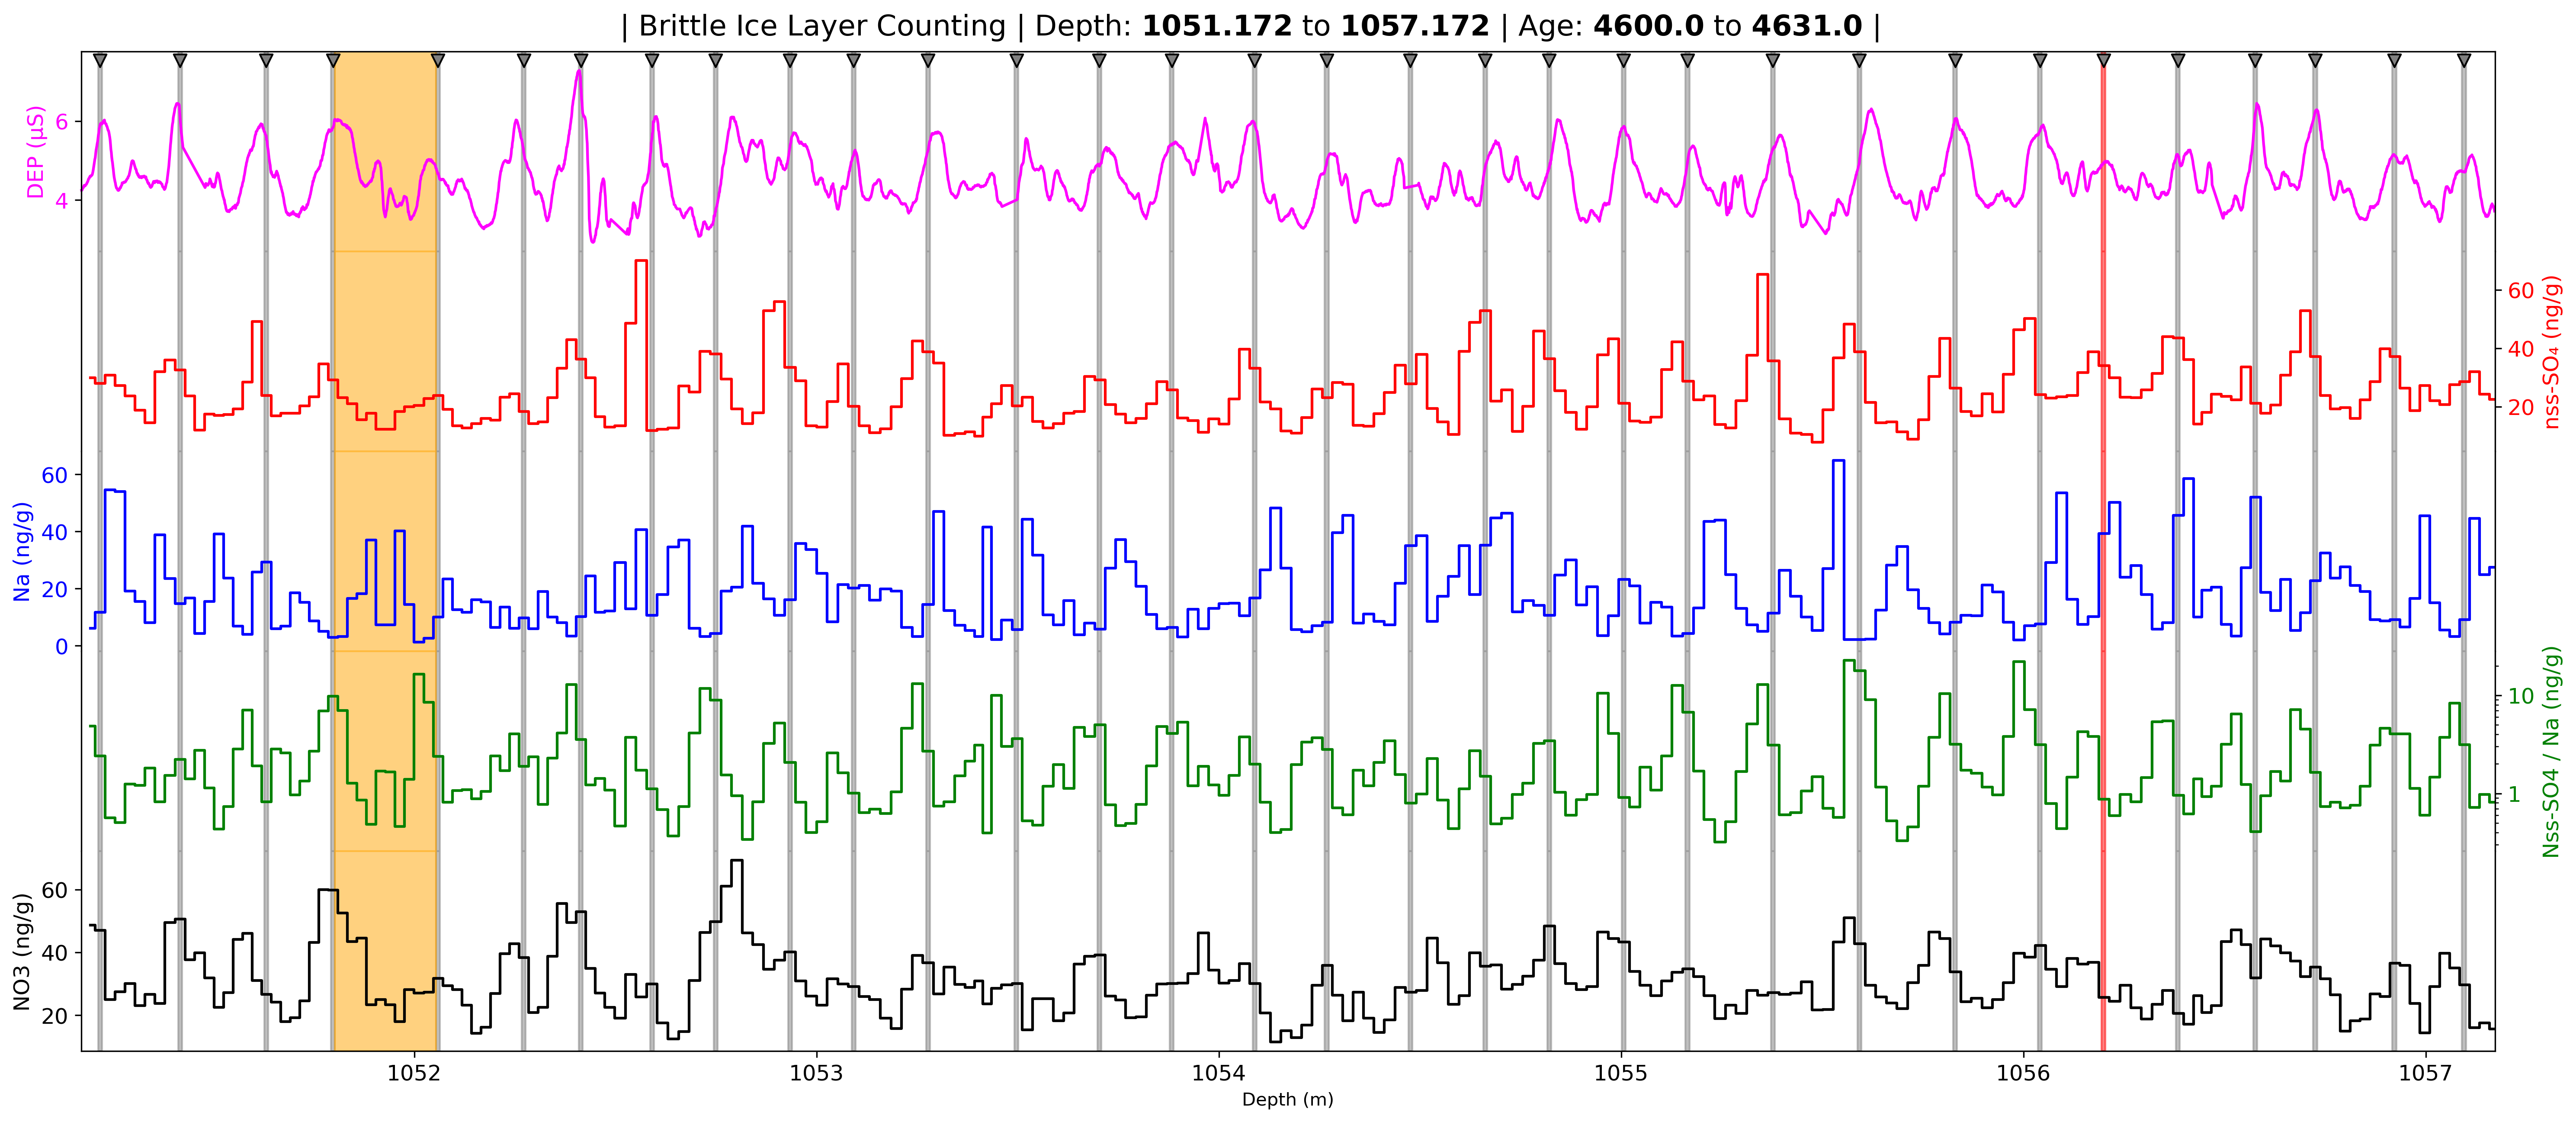 | Brittle Ice Layer Counting | Depth: 1051.172 to 1057.172 | Age: 4600.0 to 4631.0 |
DEP (μS)
6
4
nss-SO₄ (ng/g)
60
40
20
Na (ng/g)
60
40
20
0
Nss-SO4 / Na (ng/g)
10
1
NO3 (ng/g)
60
40
20
1052
1053
1054
1055
1056
1057
Depth (m)